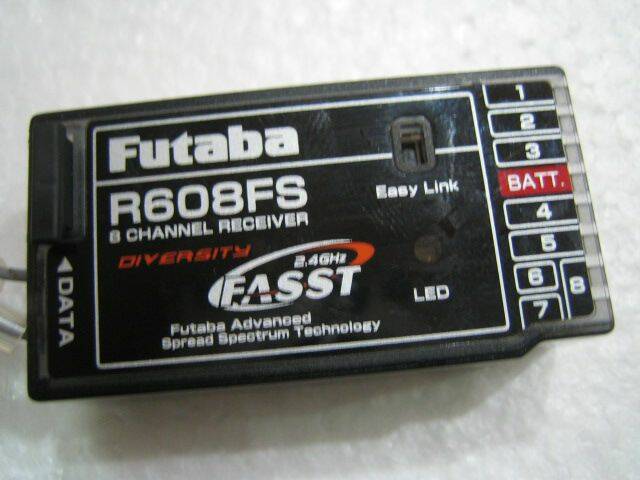 Futaba
R608FS
8 CHANNEL RECEIVER
DIVERSITY
2.4GHz
FASST
Futaba Advanced
Spread Spectrum Technology
Easy Link
LED
◀DATA
1
2
3
BATT.
4
5
6
7
8